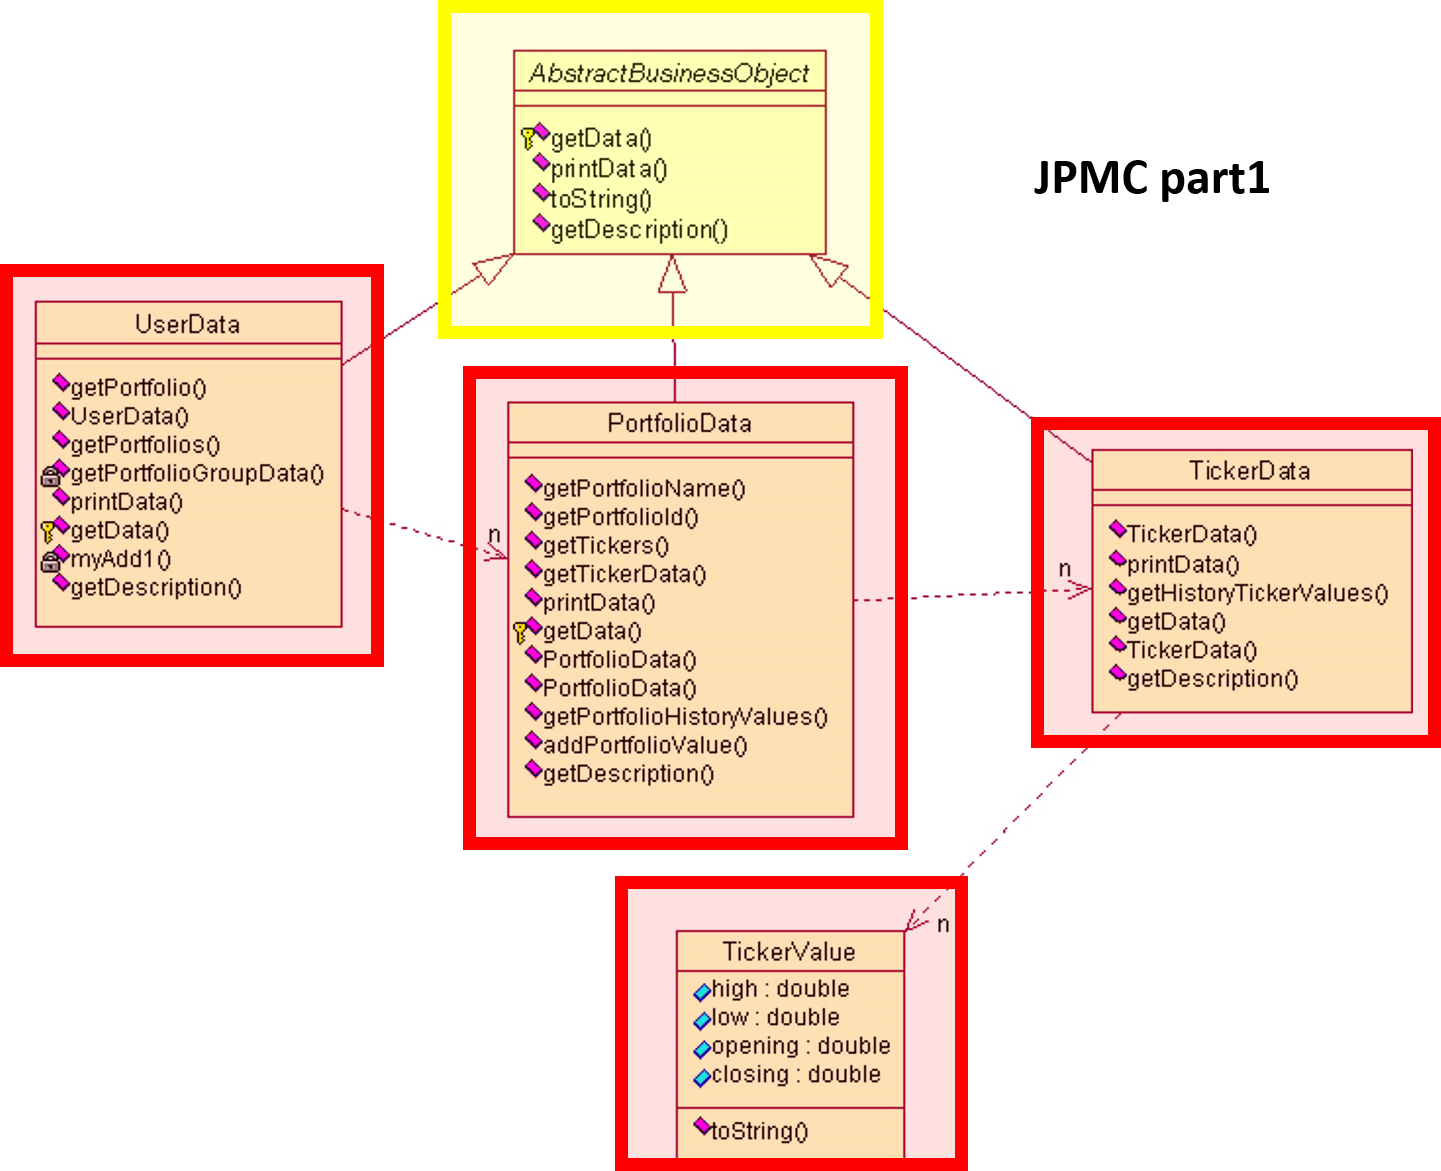 AbstractBusinessObject
getData()
printData()
toString()
getDescription()
JPMC part1
UserData
getPortfolio()
UserData()
getPortfolios()
getPortfolioGroupData()
printData()
getData()
myAdd1()
getDescription()
n
PortfolioData
getPortfolioName()
getPortfolioId()
getTickers()
getTickerData()
printData()
getData()
PortfolioData()
PortfolioData()
getPortfolioHistoryValues()
addPortfolioValue()
getDescription()
n
TickerData
TickerData()
printData()
getHistoryTickerValues()
getData()
TickerData()
getDescription()
n
TickerValue
high : double
low : double
opening : double
closing : double
toString()